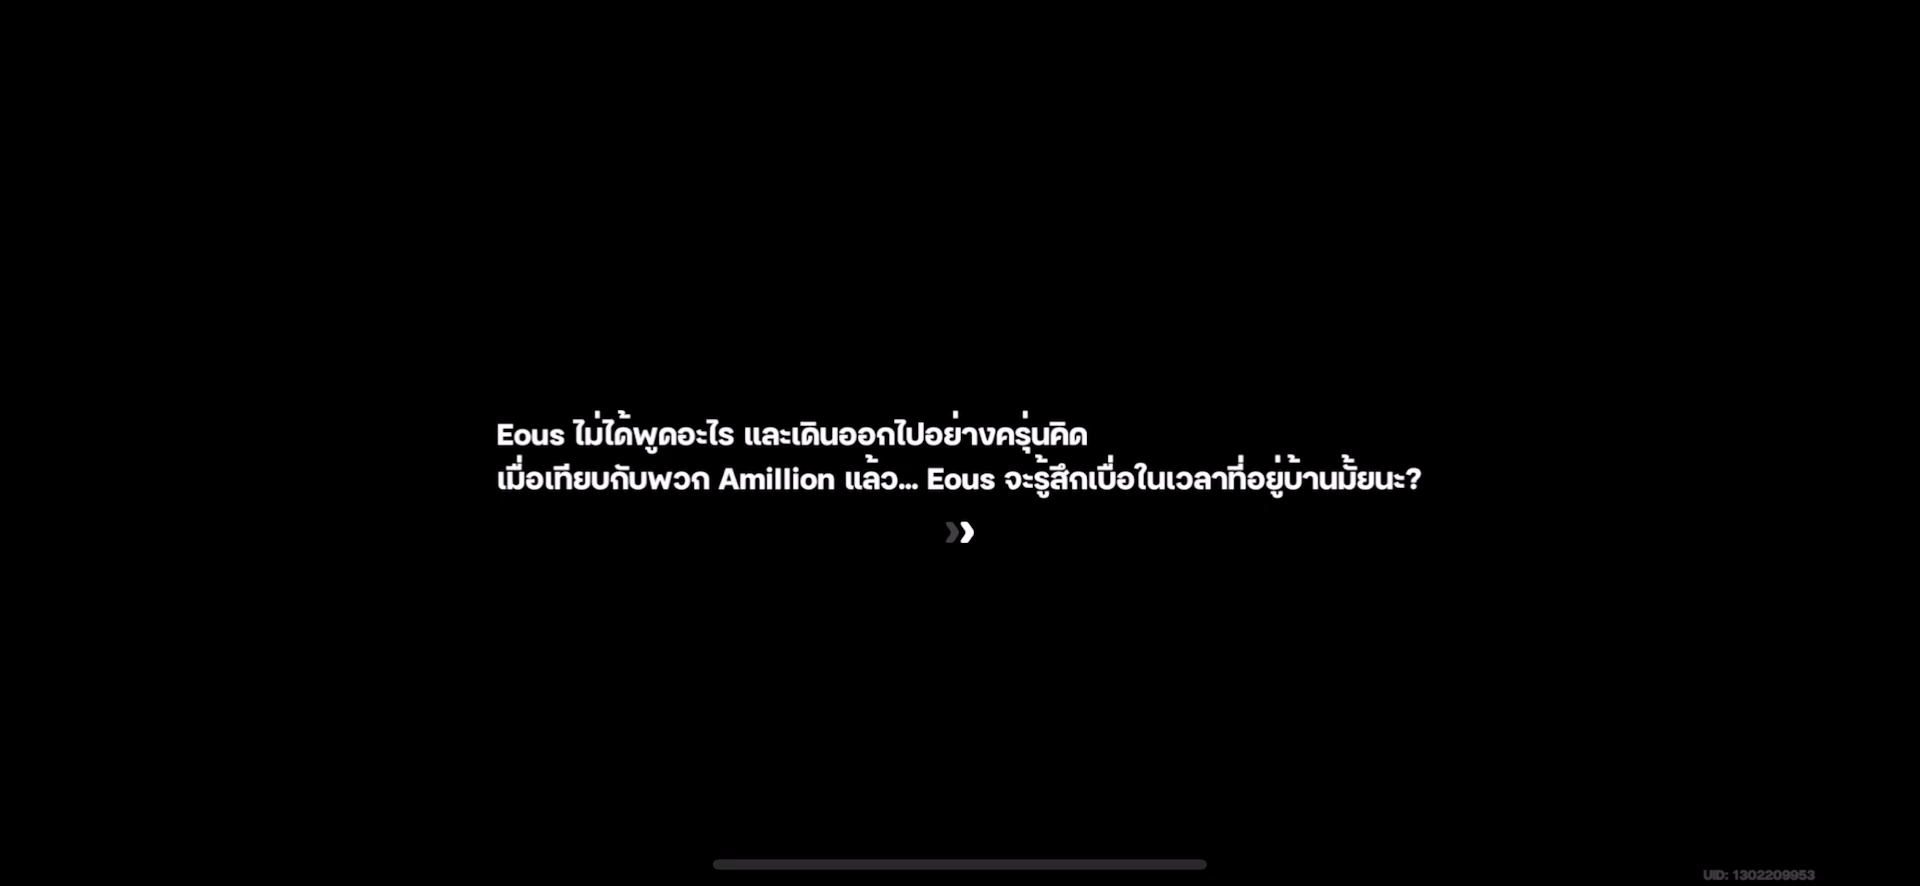 Eous ไม่ได้พูดอะไร และเดินออกไปอย่างครุ่นคิด
เมื่อเทียบกับพวก Amillion แล้ว... Eous จะรู้สึกเบื่อในเวลาที่อยู่บ้านมั้ยนะ?
UID: 1302209953